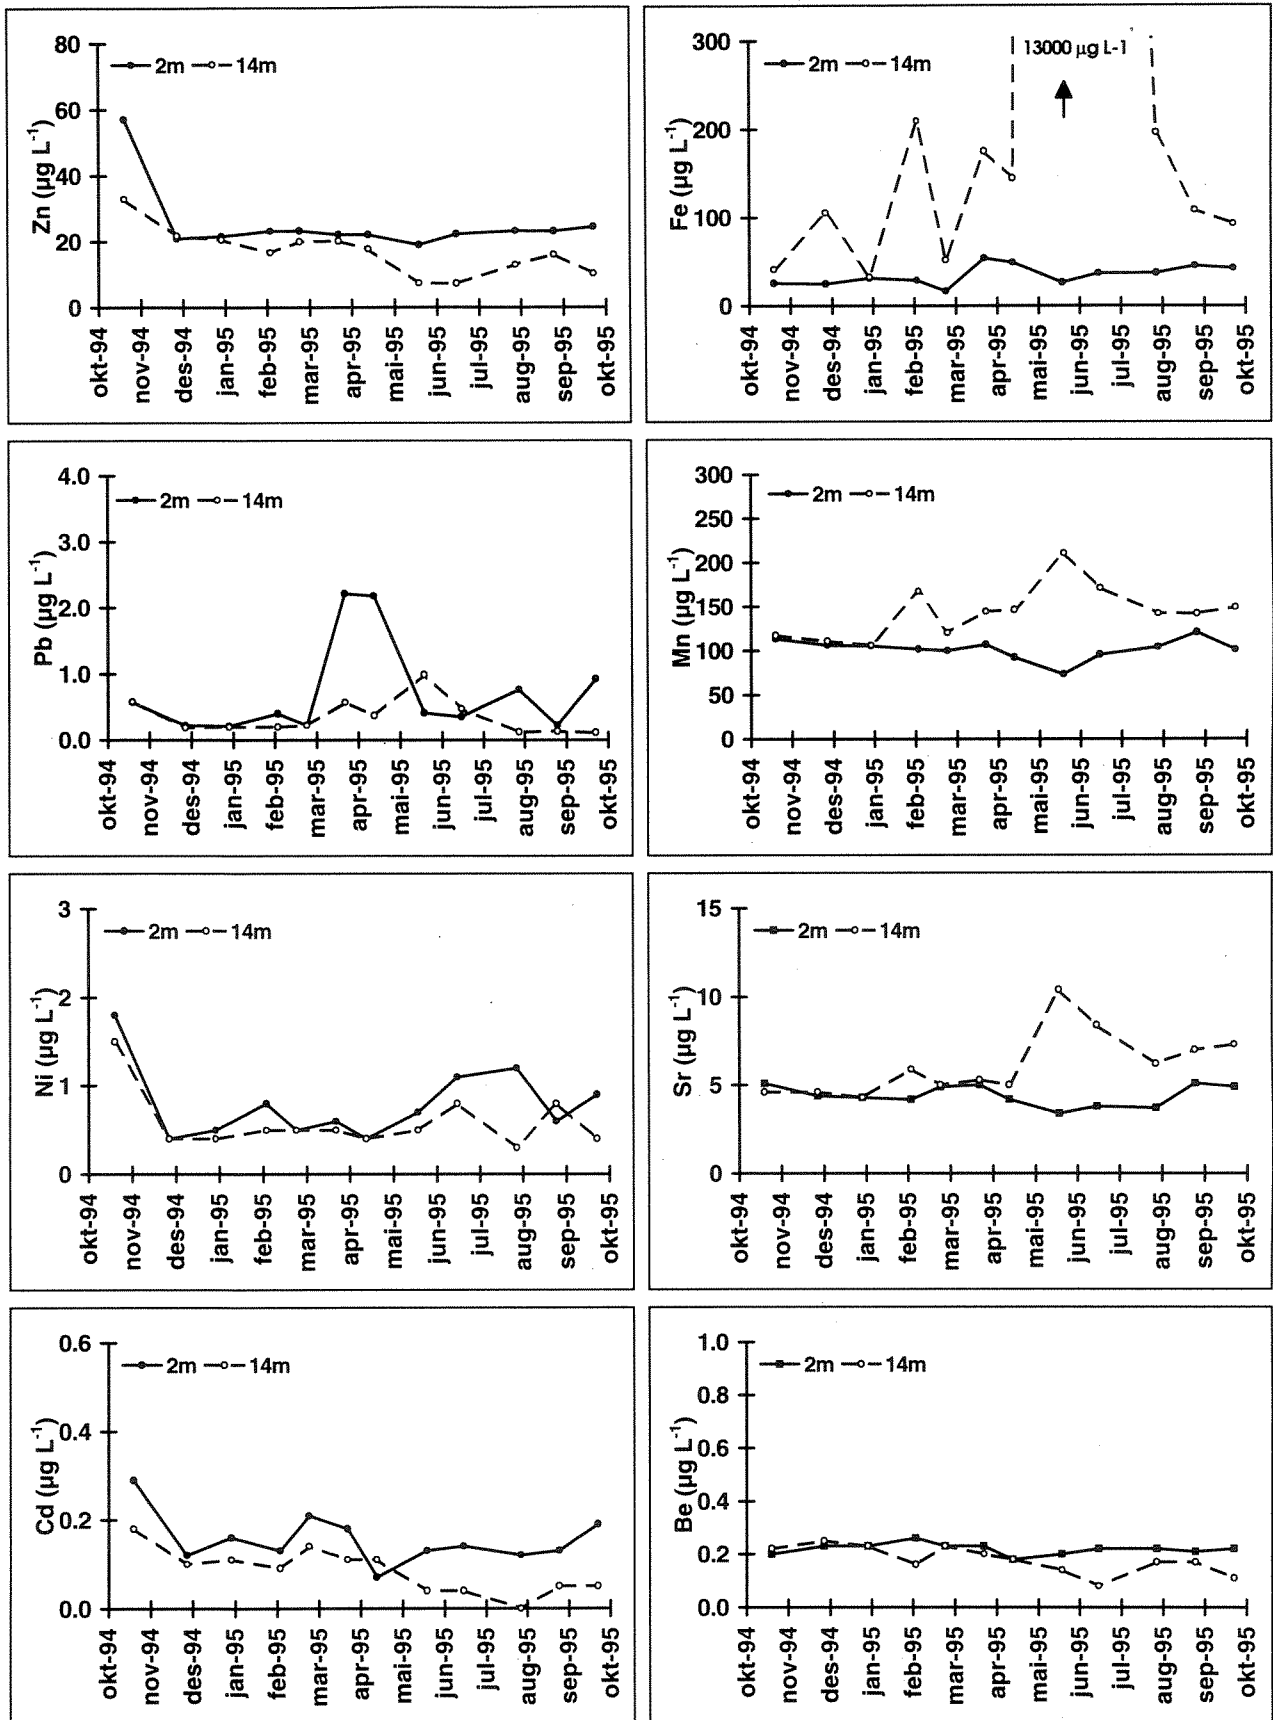 80
60
40
20
0
Zn (µg L-1)
2m 14m
okt-94
nov-94
des-94
jan-95
feb-95
mar-95
apr-95
mai-95
jun-95
jul-95
aug-95
sep-95
okt-95
300
200
100
0
Fe (µg L-1)
2m 14m
13000 µg L-1
okt-94
nov-94
des-94
jan-95
feb-95
mar-95
apr-95
mai-95
jun-95
jul-95
aug-95
sep-95
okt-95
4.0
3.0
2.0
1.0
0.0
Pb (µg L-1)
2m 14m
okt-94
nov-94
des-94
jan-95
feb-95
mar-95
apr-95
mai-95
jun-95
jul-95
aug-95
sep-95
okt-95
300
250
200
150
100
50
0
Mn (µg L-1)
2m 14m
okt-94
nov-94
des-94
jan-95
feb-95
mar-95
apr-95
mai-95
jun-95
jul-95
aug-95
sep-95
okt-95
3
2
1
0
Ni (µg L-1)
2m 14m
okt-94
nov-94
des-94
jan-95
feb-95
mar-95
apr-95
mai-95
jun-95
jul-95
aug-95
sep-95
okt-95
15
10
5
0
Sr (µg L-1)
2m 14m
okt-94
nov-94
des-94
jan-95
feb-95
mar-95
apr-95
mai-95
jun-95
jul-95
aug-95
sep-95
okt-95
0.6
0.4
0.2
0.0
Cd (µg L-1)
2m 14m
okt-94
nov-94
des-94
jan-95
feb-95
mar-95
apr-95
mai-95
jun-95
jul-95
aug-95
sep-95
okt-95
1.0
0.8
0.6
0.4
0.2
0.0
Be (µg L-1)
2m 14m
okt-94
nov-94
des-94
jan-95
feb-95
mar-95
apr-95
mai-95
jun-95
jul-95
aug-95
sep-95
okt-95